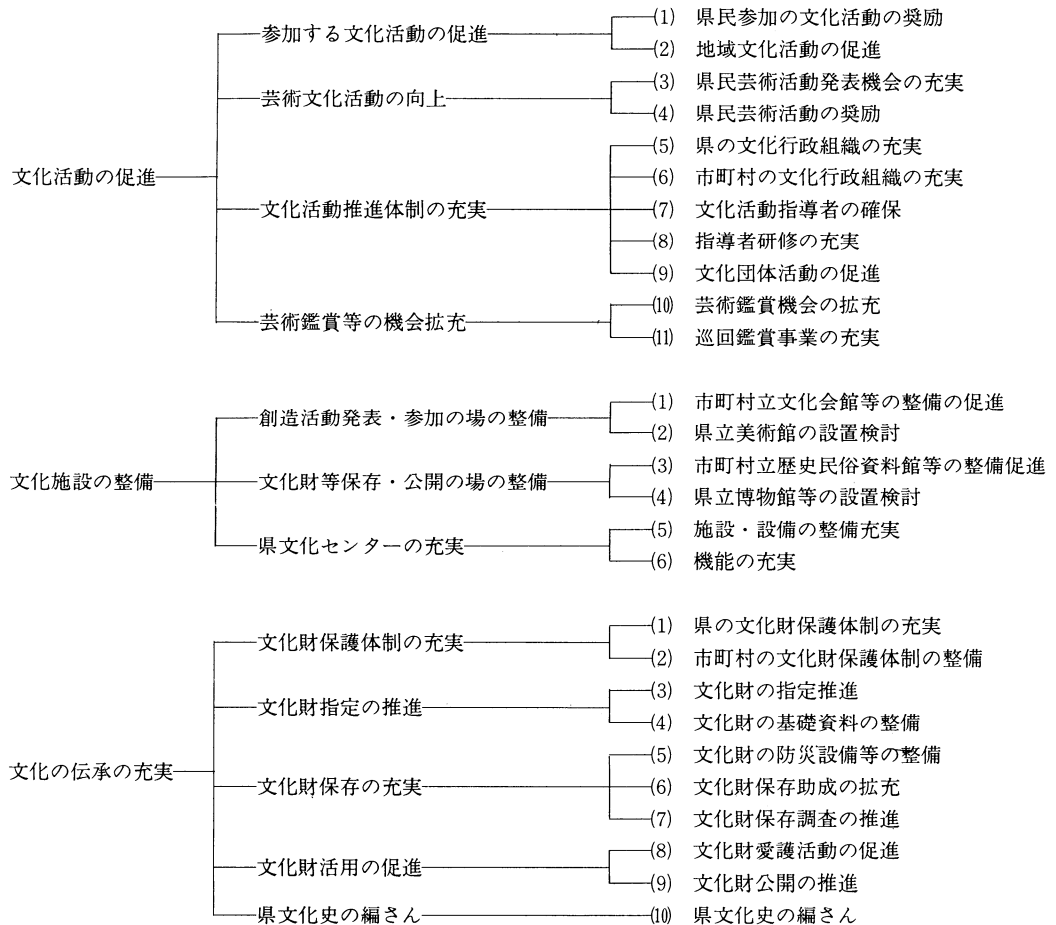 文化活動の促進
参加する文化活動の促進
(1) 県民参加の文化活動の奨励
(2) 地域文化活動の促進
芸術文化活動の向上
(3) 県民芸術活動発表機会の充実
(4) 県民芸術活動の奨励
文化活動推進体制の充実
(5) 県の文化行政組織の充実
(6) 市町村の文化行政組織の充実
(7) 文化活動指導者の確保
(8) 指導者研修の充実
(9) 文化団体活動の促進
芸術鑑賞等の機会拡充
(10) 芸術鑑賞機会の拡充
(11) 巡回鑑賞事業の充実
文化施設の整備
創造活動発表・参加の場の整備
(1) 市町村立文化会館等の整備の促進
(2) 県立美術館の設置検討
文化財等保存・公開の場の整備
(3) 市町村立歴史民俗資料館等の整備促進
(4) 県立博物館等の設置検討
県文化センターの充実
(5) 施設・設備の整備充実
(6) 機能の充実
文化の伝承の充実
文化財保護体制の充実
(1) 県の文化財保護体制の充実
(2) 市町村の文化財保護体制の整備
文化財指定の推進
(3) 文化財の指定推進
(4) 文化財の基礎資料の整備
文化財保存の充実
(5) 文化財の防災設備等の整備
(6) 文化財保存助成の拡充
(7) 文化財保存調査の推進
文化財活用の促進
(8) 文化財愛護活動の促進
(9) 文化財公開の推進
県文化史の編さん
(10) 県文化史の編さん